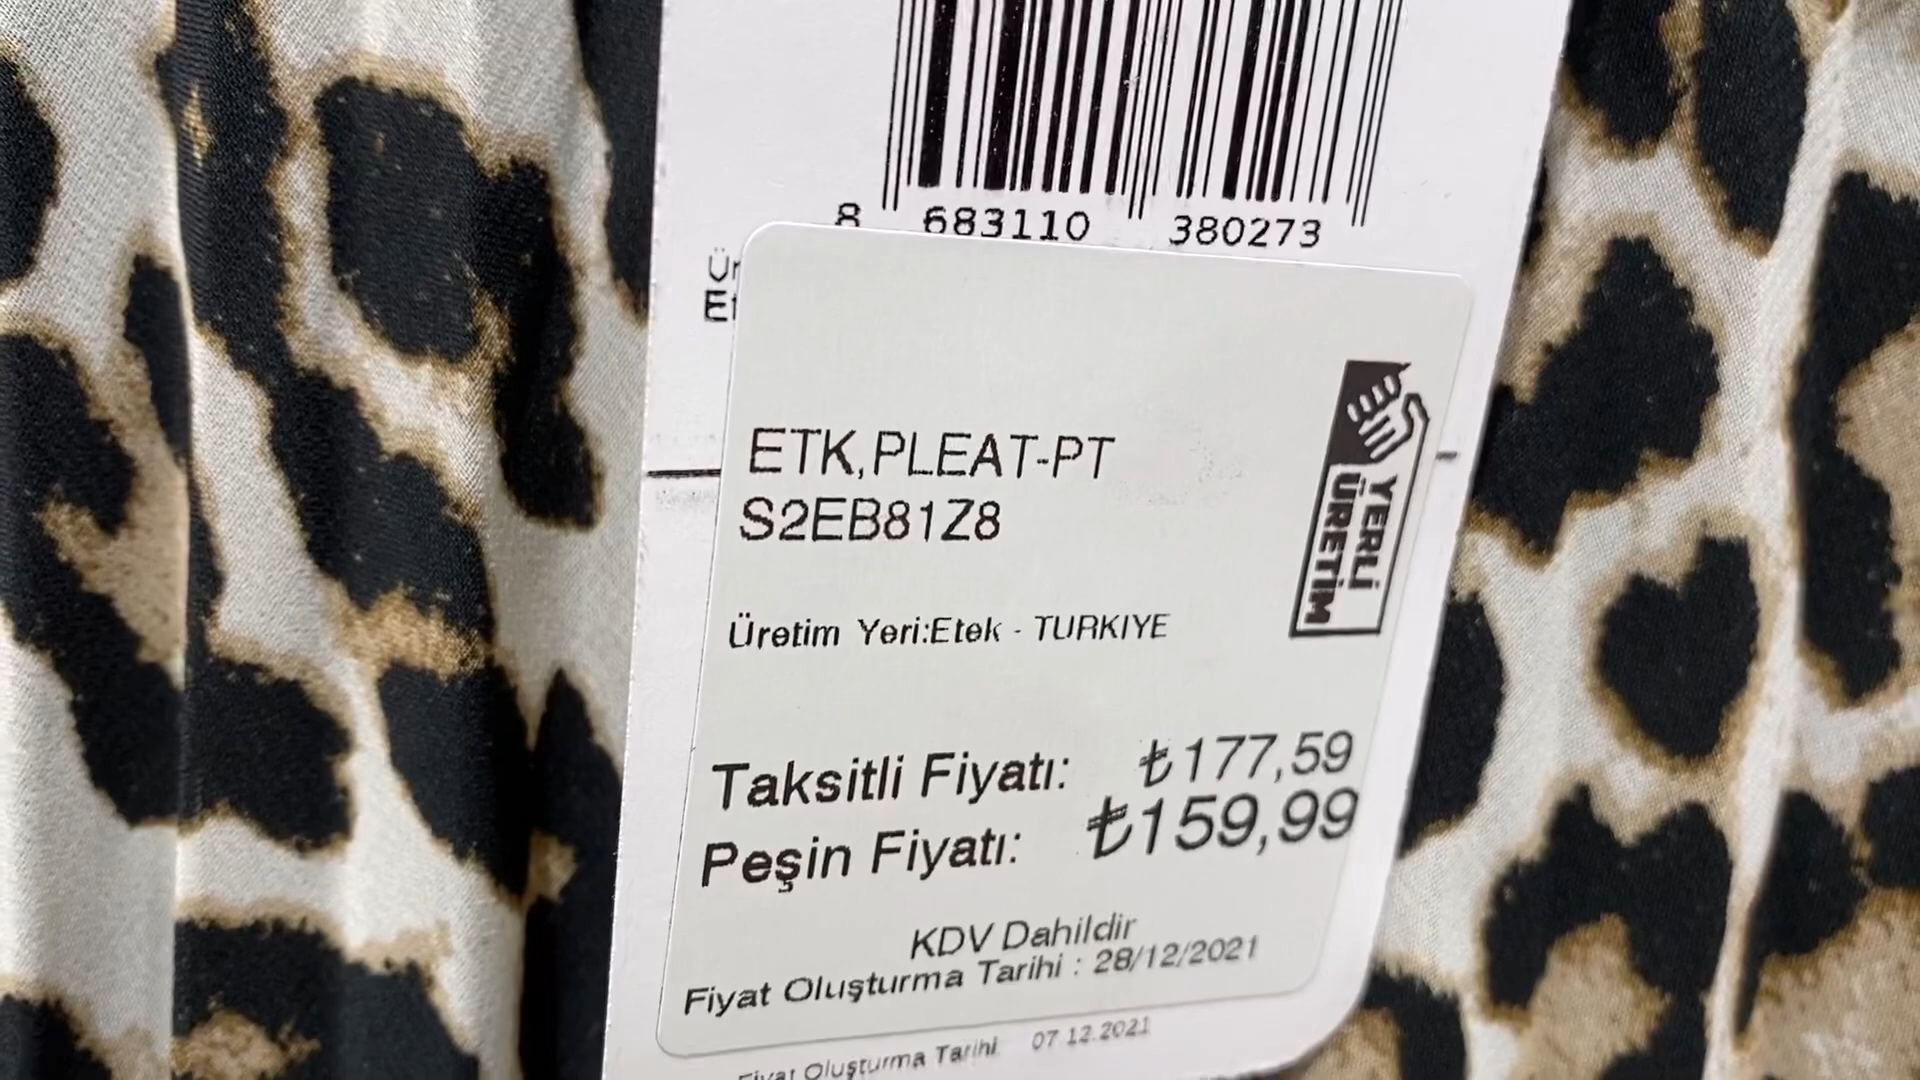 8 683110 380273
ETK,PLEAT-PT
S2EB81Z8
YERLİ
ÜRETİM
Üretim Yeri:Etek - TURKIYE
Taksitli Fiyatı: ₺177,59
Peşin Fiyatı: ₺159,99
KDV Dahildir
Fiyat Oluşturma Tarihi : 28/12/2021
Fiyat Oluşturma Tarihi 07.12.2021